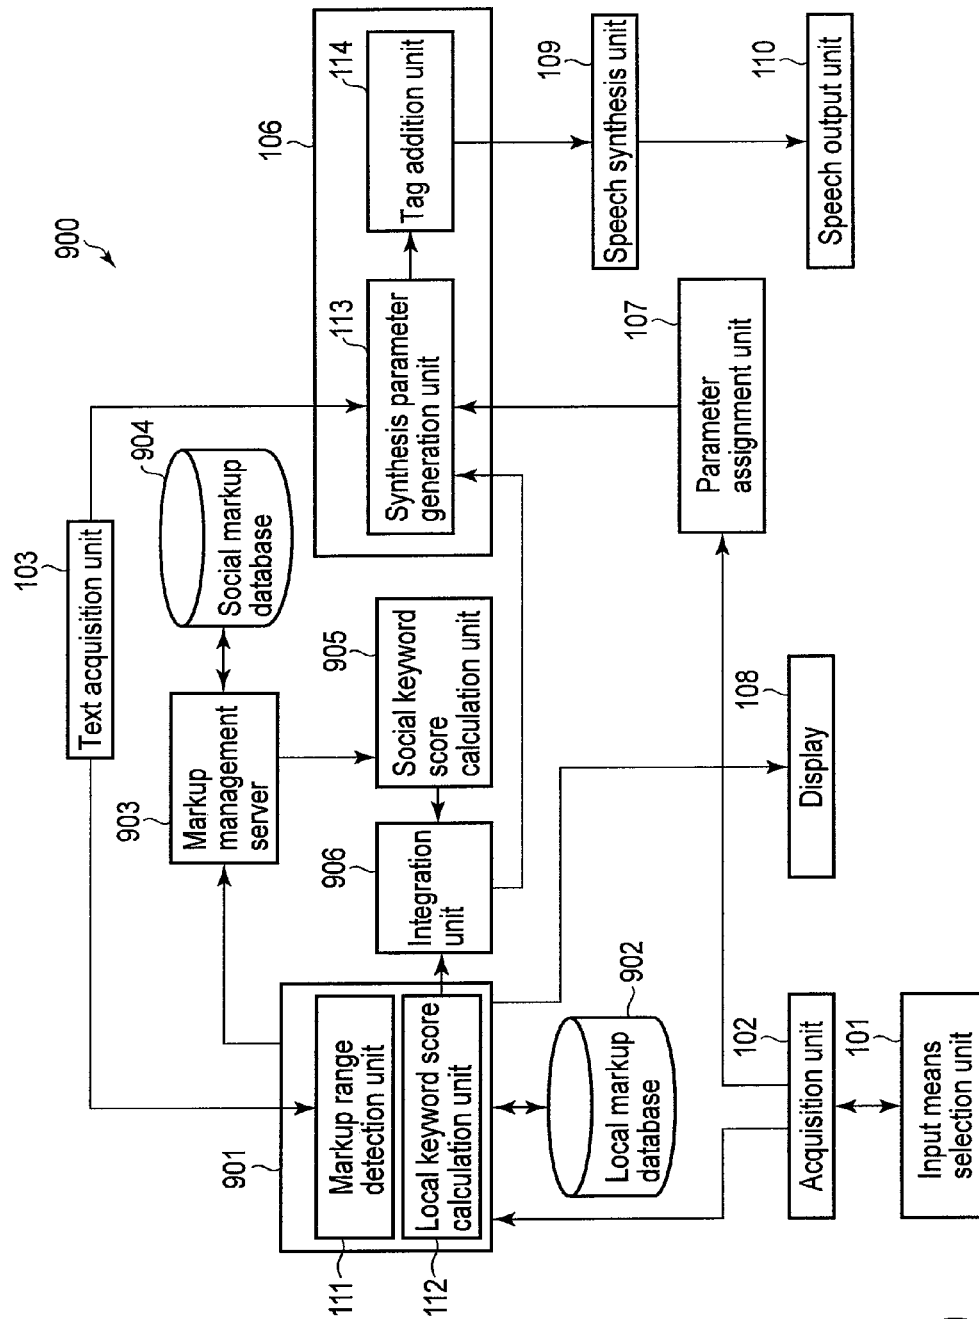 900
103
Text acquisition unit
903
Markup
management
server
904
Social markup
database
106
901
111
Markup range
detection unit
112
Local keyword score
calculation unit
906
Integration
unit
905
Social keyword
score
calculation unit
113
Synthesis parameter
generation unit
114
Tag addition unit
902
Local markup
database
109
Speech synthesis unit
107
Parameter
assignment unit
102
Acquisition unit
108
Display
110
Speech output unit
101
Input means
selection unit